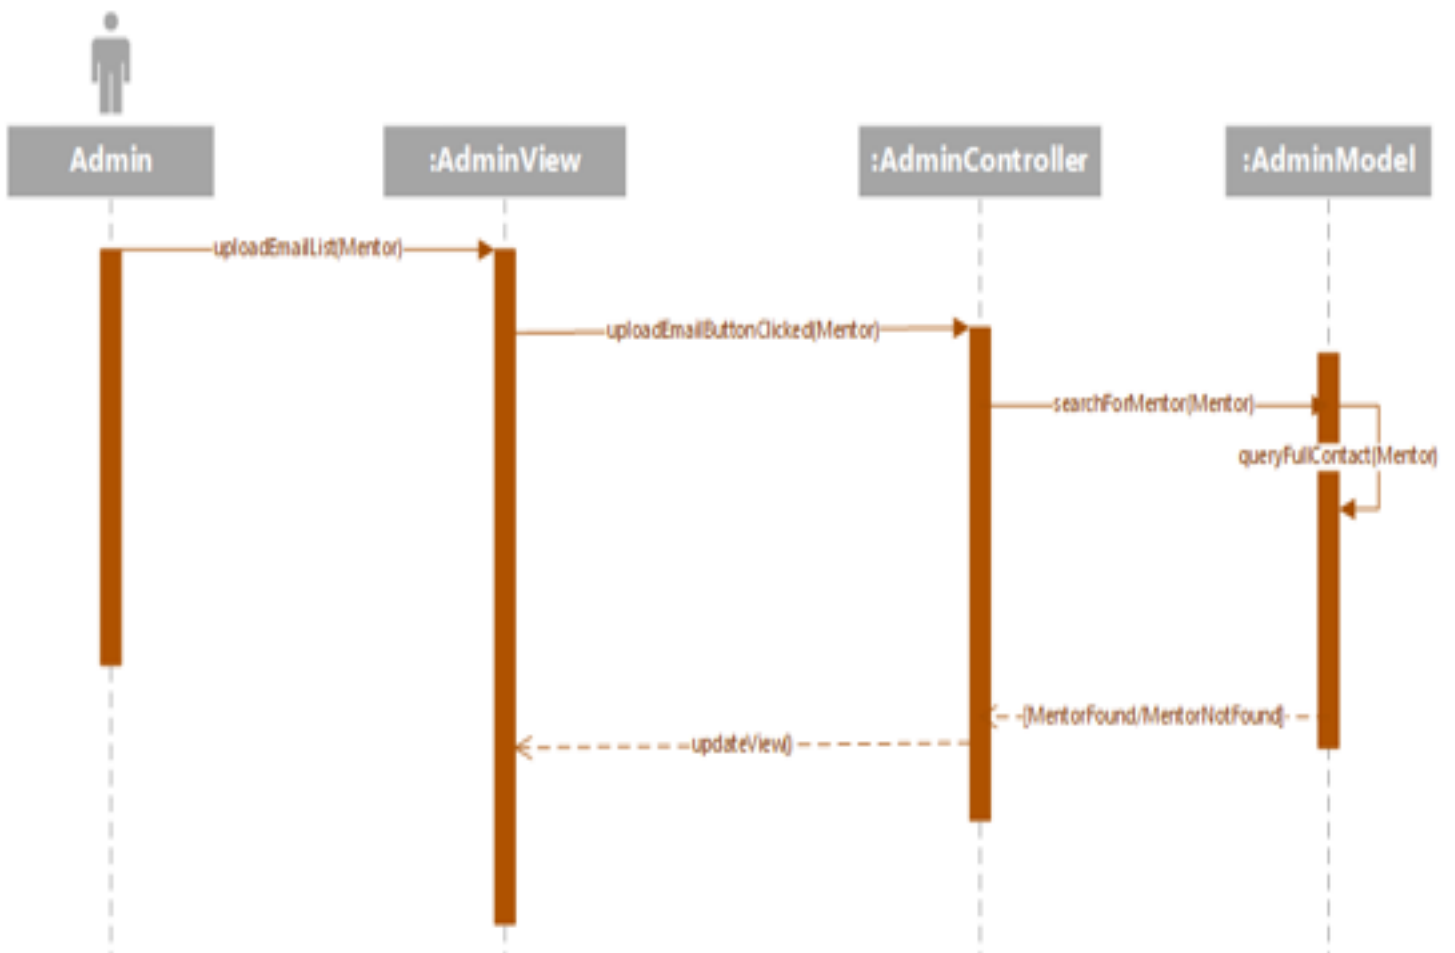 Admin
:AdminView
:AdminController
:AdminModel
uploadEmailList(Mentor)
uploadEmailButtonClicked(Mentor)
searchForMentor(Mentor)
queryFullContact(Mentor)
[MentorFound/MentorNotFound]
updateView()